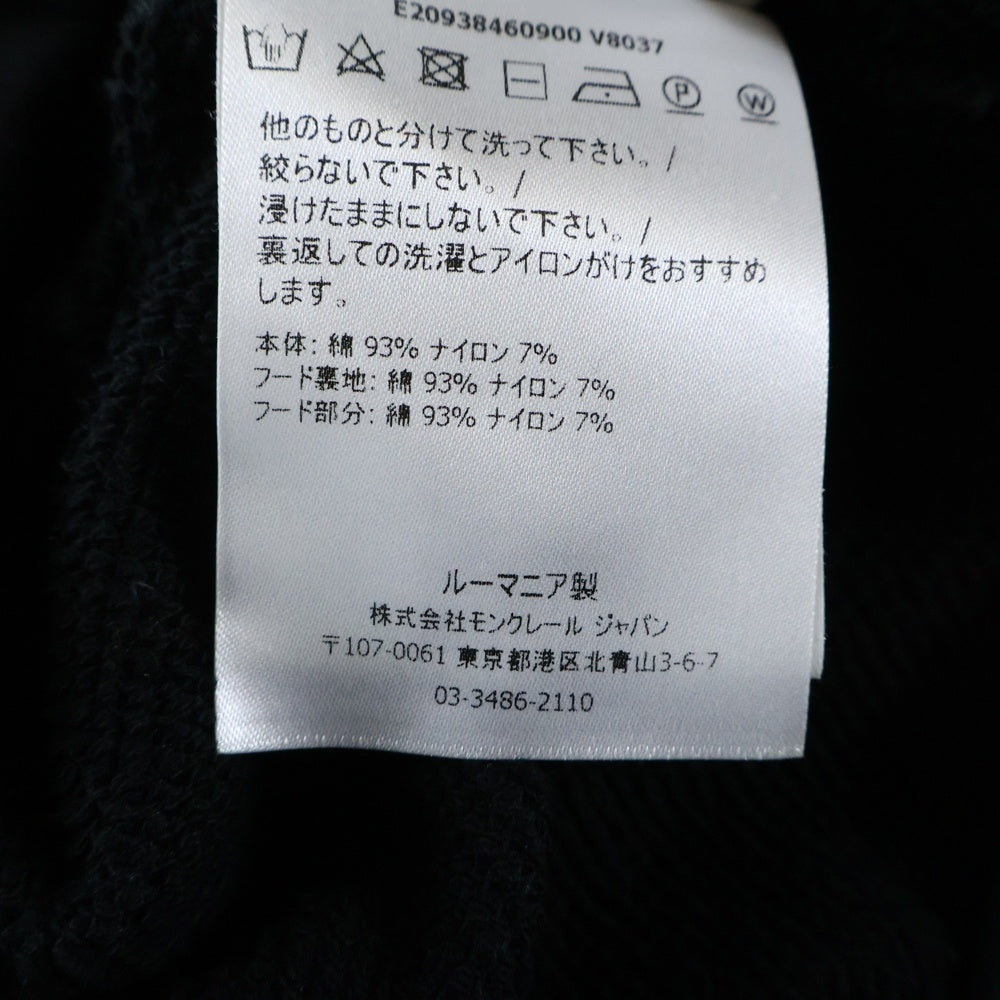 E20938460900 V8037
P W
他のものと分けて洗って下さい。/
絞らないで下さい。/
浸けたままにしないで下さい。/
裏返しての洗濯とアイロンがけをおすすめ
します。
本体: 綿 93% ナイロン 7%
フード裏地: 綿 93% ナイロン 7%
フード部分: 綿 93% ナイロン 7%
ルーマニア製
株式会社モンクレール ジャパン
〒107-0061 東京都港区北青山3-6-7
03-3486-2110